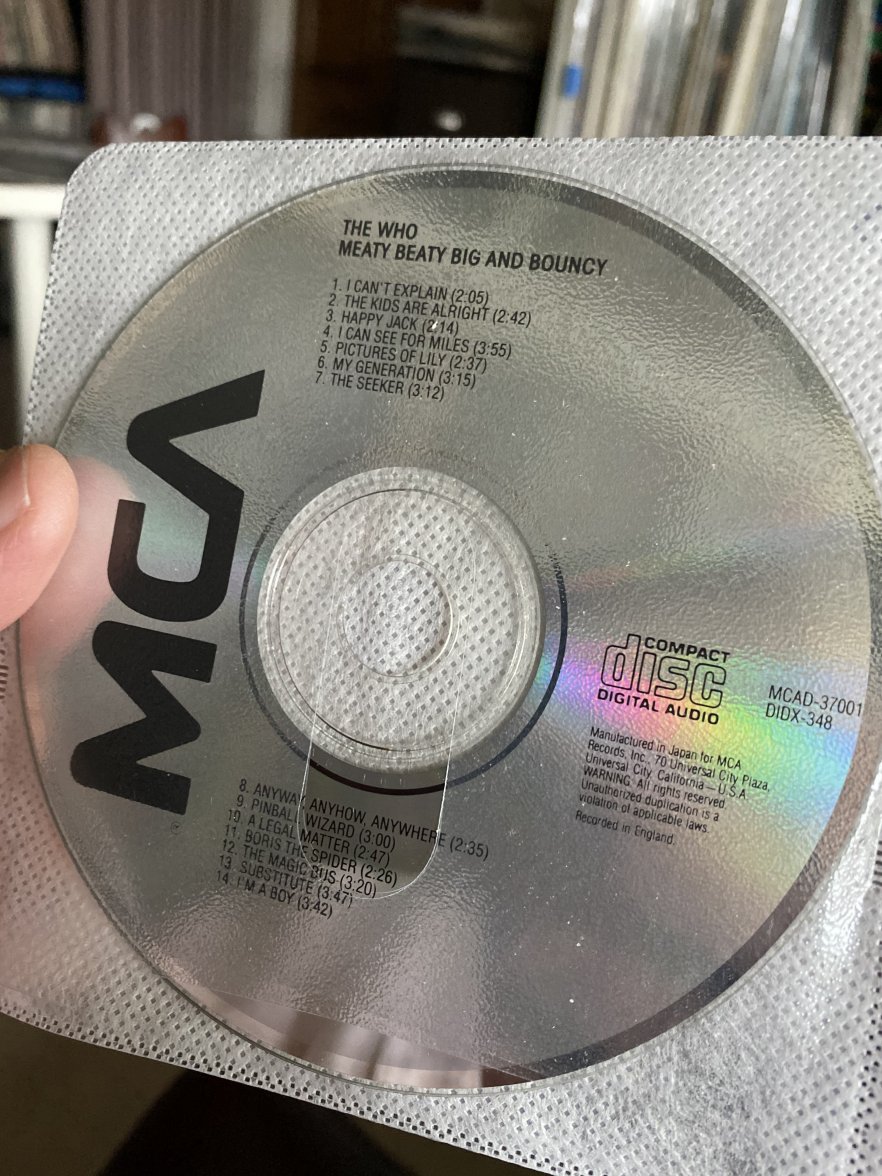 THE WHO
MEATY BEATY BIG AND BOUNCY
1. I CAN'T EXPLAIN (2:05)
2. THE KIDS ARE ALRIGHT (2:42)
3. HAPPY JACK (2:14)
4. I CAN SEE FOR MILES (3:55)
5. PICTURES OF LILY (2:37)
6. MY GENERATION (3:15)
7. THE SEEKER (3:12)
MCA
COMPACT
disc
DIGITAL AUDIO
MCAD-37001
DIDX-348
Manufactured in Japan for MCA
Records, Inc. 70 Universal City Plaza,
Universal City, California—U.S.A.
WARNING: All rights reserved.
Unauthorized duplication is a
violation of applicable laws.
Recorded in England.
8. ANYWAY, ANYHOW, ANYWHERE (2:35)
9. PINBALL WIZARD (3:00)
10. A LEGAL MATTER (2:47)
11. BORIS THE SPIDER (2:26)
12. THE MAGIC BUS (3:20)
13. SUBSTITUTE (3:47)
14. I'M A BOY (3:42)